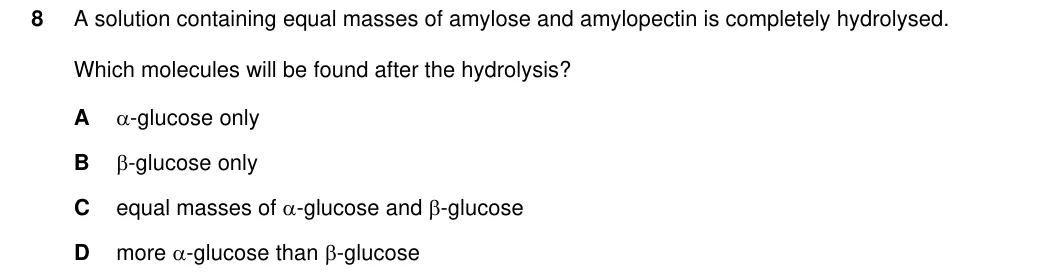 8 A solution containing equal masses of amylose and amylopectin is completely hydrolysed.
Which molecules will be found after the hydrolysis?
A α-glucose only
B β-glucose only
C equal masses of α-glucose and β-glucose
D more α-glucose than β-glucose